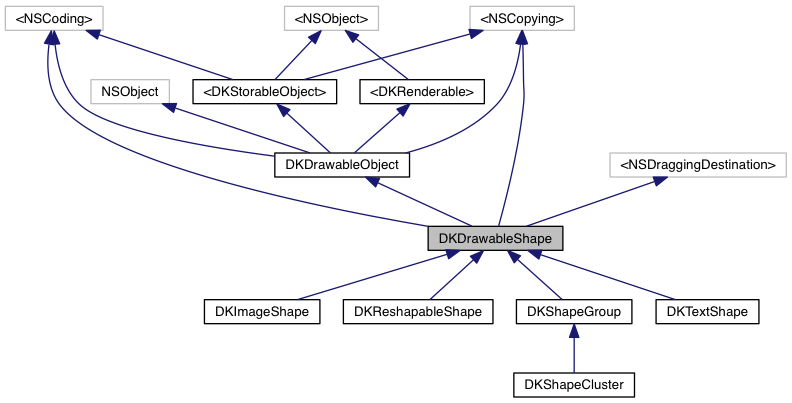 <NSCoding>
<NSObject>
<NSCopying>
NSObject
<DKStorableObject>
<DKRenderable>
DKDrawableObject
<NSDraggingDestination>
DKDrawableShape
DKImageShape
DKReshapableShape
DKShapeGroup
DKTextShape
DKShapeCluster